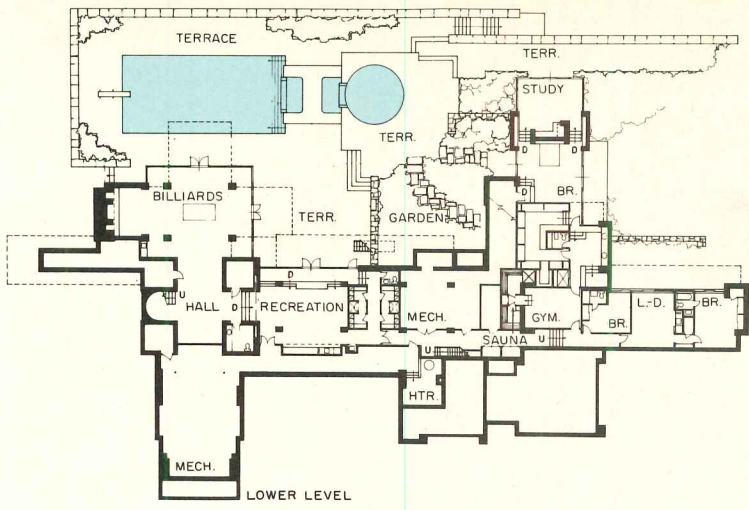 TERRACE
TERR.
STUDY
TERR.
D D
BILLIARDS
D
BR.
TERR.
GARDEN
D
U
HALL
D
RECREATION
MECH.
U
GYM.
L.-D.
BR.
BR.
SAUNA
U
U
HTR.
MECH.
LOWER LEVEL